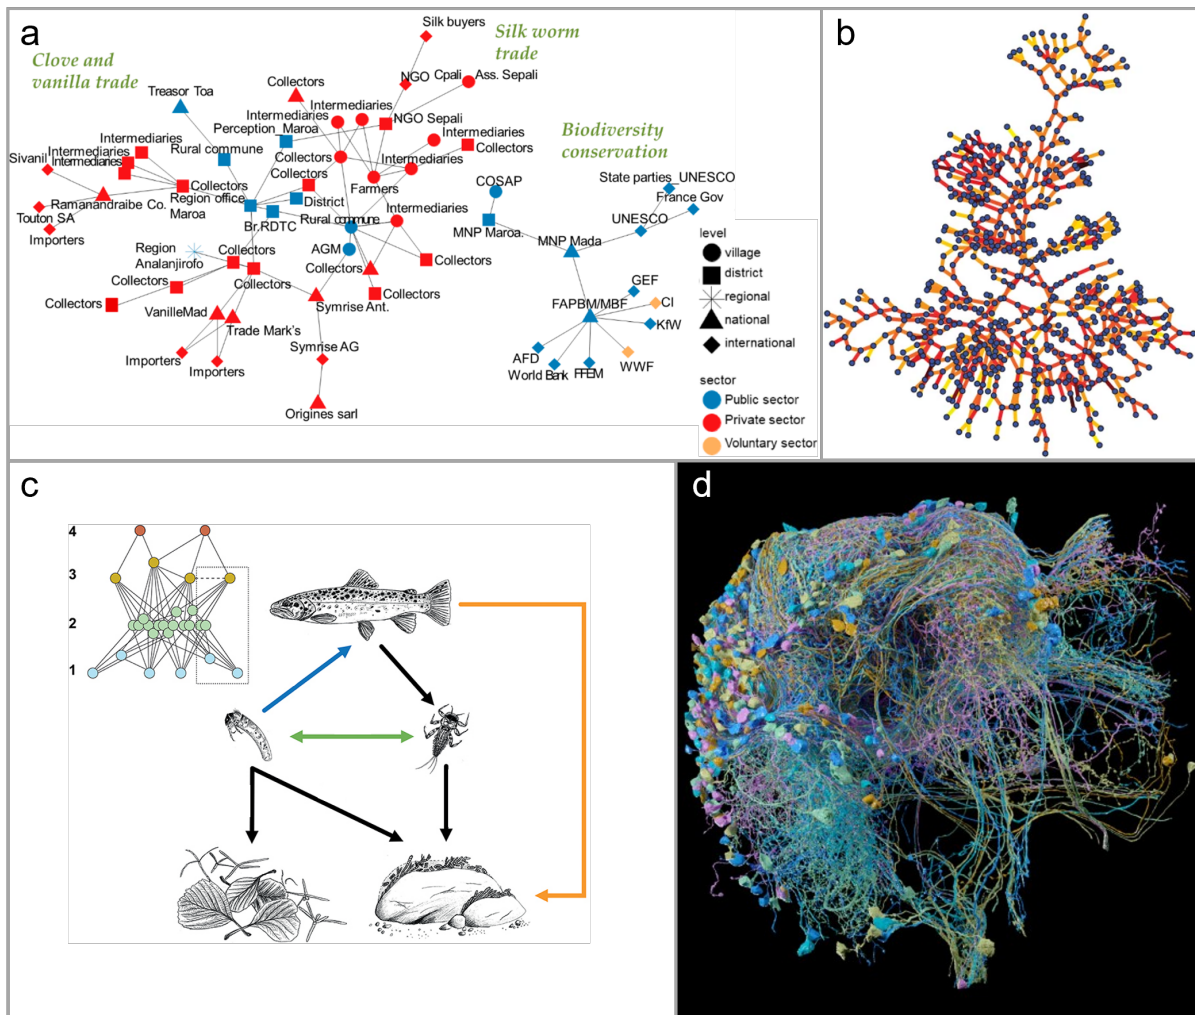 a
Clove and
vanilla trade
Silk worm
trade
Biodiversity
conservation
Silk buyers
NGO Cpali
Ass. Sepali
Treasor Toa
Collectors
Intermediaries
Intermediaries
Perception_Maroa
NGO Sepali
Intermediaries
Collectors
Intermediaries
Intermediaries
Sivanil
Rural commune
Collectors
Intermediaries
Collectors
Farmers
Collectors
Region office
Maroa
District
Ramanandraibe Co.
Touton SA
Importers
Br.RDTC
Rural commune
Intermediaries
AGM
Region
Analanjirofo
Collectors
Collectors
Collectors
Collectors
Collectors
Collectors
Collectors
VanilleMad
Trade Mark's
Symrise Ant.
Importers
Importers
Symrise AG
Origines sarl
COSAP
MNP Maroa.
State parties_UNESCO
France Gov
UNESCO
MNP Mada
GEF
FAPBM/MBF
CI
KfW
AFD
World Bank
FFEM
WWF
level
village
district
regional
national
international
sector
Public sector
Private sector
Voluntary sector
b
c
4
3
2
1
d